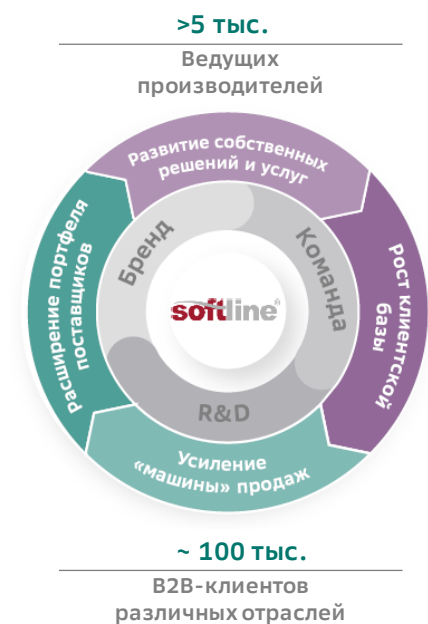 >5 тыс.
Ведущих
производителей
Развитие собственных
решений и услуг
Расширение портфеля
поставщиков
Бренд
Команда
Рост клиентской
базы
softline®
R&D
Усиление
«машины» продаж
~ 100 тыс.
B2B-клиентов
различных отраслей